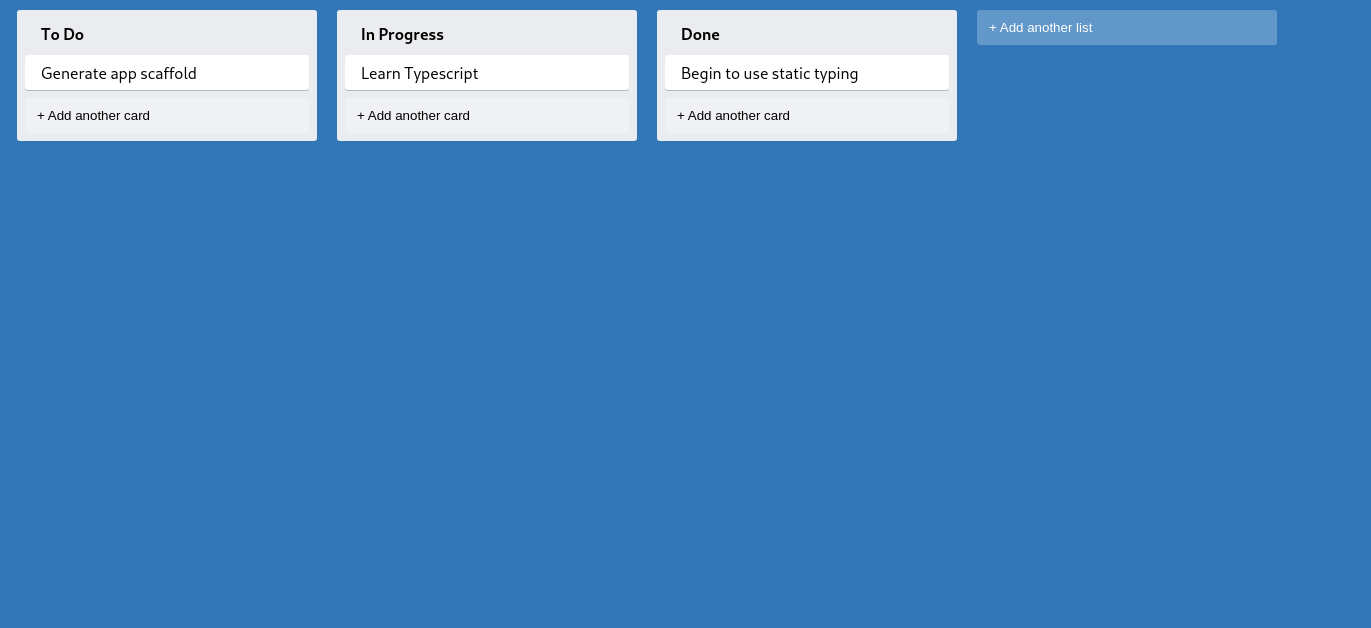 To Do
Generate app scaffold
+ Add another card
In Progress
Learn Typescript
+ Add another card
Done
Begin to use static typing
+ Add another card
+ Add another list